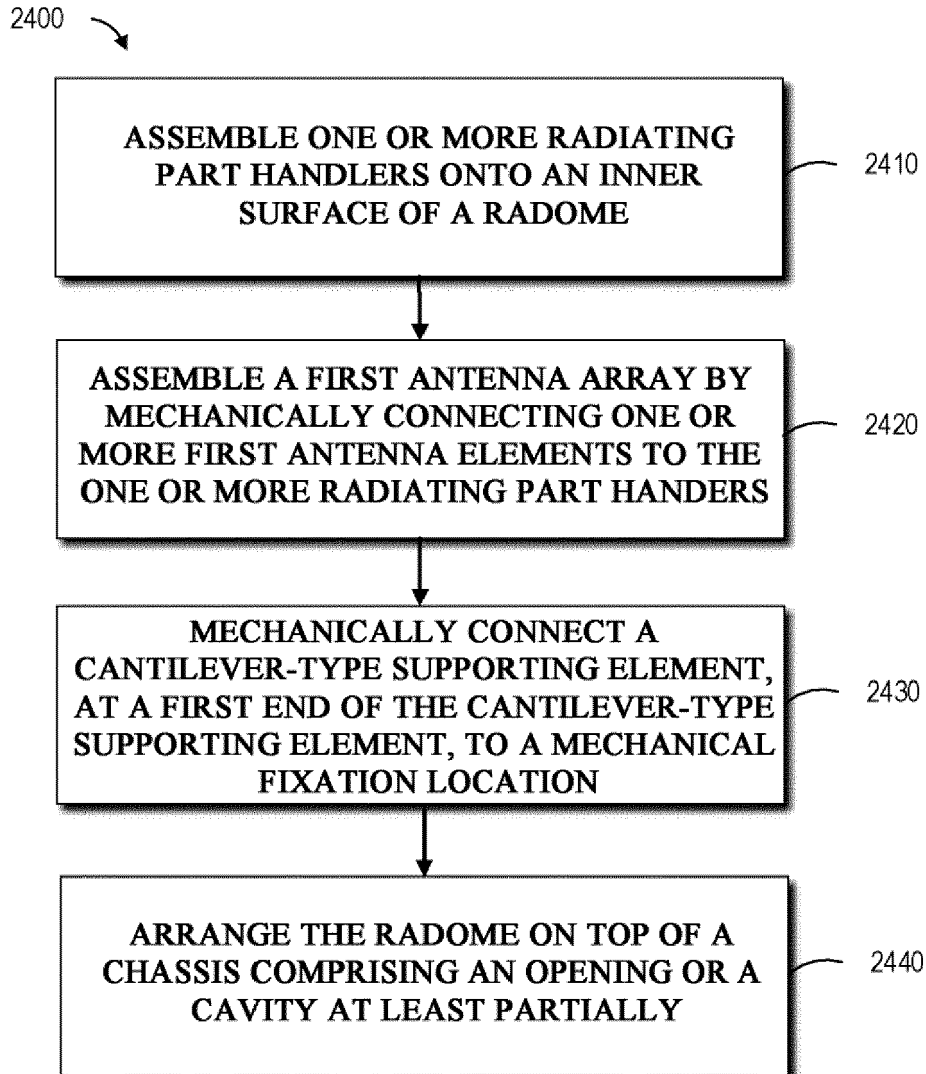 2400
ASSEMBLE ONE OR MORE RADIATING
PART HANDLERS ONTO AN INNER
SURFACE OF A RADOME
2410
ASSEMBLE A FIRST ANTENNA ARRAY BY
MECHANICALLY CONNECTING ONE OR
MORE FIRST ANTENNA ELEMENTS TO THE
ONE OR MORE RADIATING PART HANDERS
2420
MECHANICALLY CONNECT A
CANTILEVER-TYPE SUPPORTING ELEMENT,
AT A FIRST END OF THE CANTILEVER-TYPE
SUPPORTING ELEMENT, TO A MECHANICAL
FIXATION LOCATION
2430
ARRANGE THE RADOME ON TOP OF A
CHASSIS COMPRISING AN OPENING OR A
CAVITY AT LEAST PARTIALLY
2440